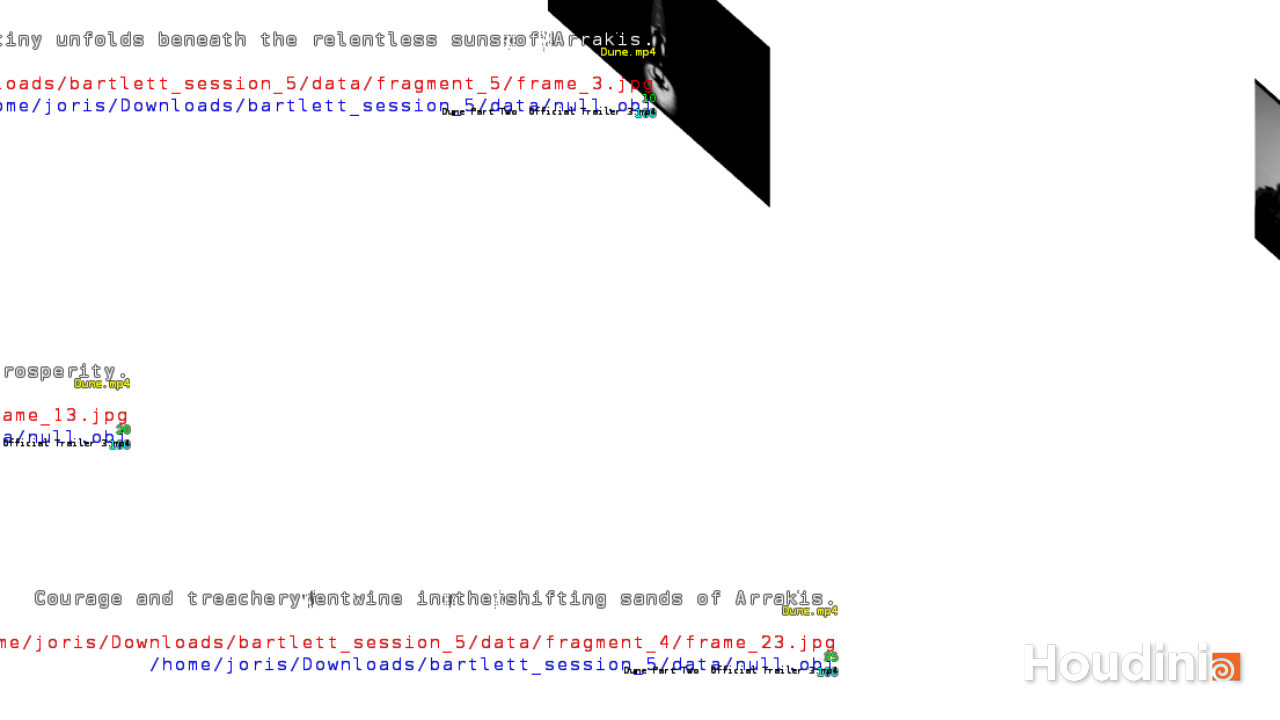 tiny unfolds beneath the relentless suns of Arrakis.
Dune.mp4
loads/bartlett_session_5/data/fragment_5/frame_3.jpg
10
ome/joris/Downloads/bartlett_session_5/data/null.obj
Dune Part Two Official Trailer 3.mp4
rosperity.
Dune.mp4
ame_13.jpg
20
a/null.obj
Official Trailer 3.mp4
Courage and treachery entwine in the shifting sands of Arrakis.
Dune.mp4
me/joris/Downloads/bartlett_session_5/data/fragment_4/frame_23.jpg
25
/home/joris/Downloads/bartlett_session_5/data/null.obj
Dune Part Two Official Trailer 3.mp4
Houdini